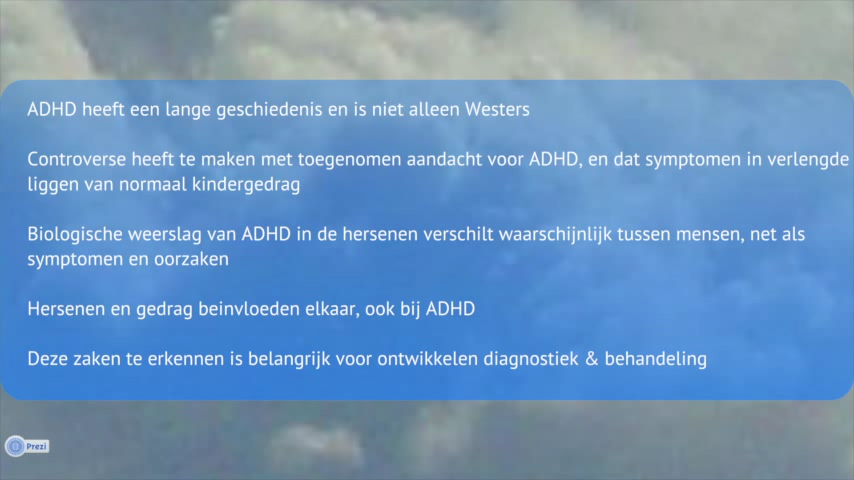 ADHD heeft een lange geschiedenis en is niet alleen Westers
Controverse heeft te maken met toegenomen aandacht voor ADHD, en dat symptomen in verlengde
liggen van normaal kindergedrag
Biologische weerslag van ADHD in de hersenen verschilt waarschijnlijk tussen mensen, net als
symptomen en oorzaken
Hersenen en gedrag beinvloeden elkaar, ook bij ADHD
Deze zaken te erkennen is belangrijk voor ontwikkelen diagnostiek & behandeling
Prezi